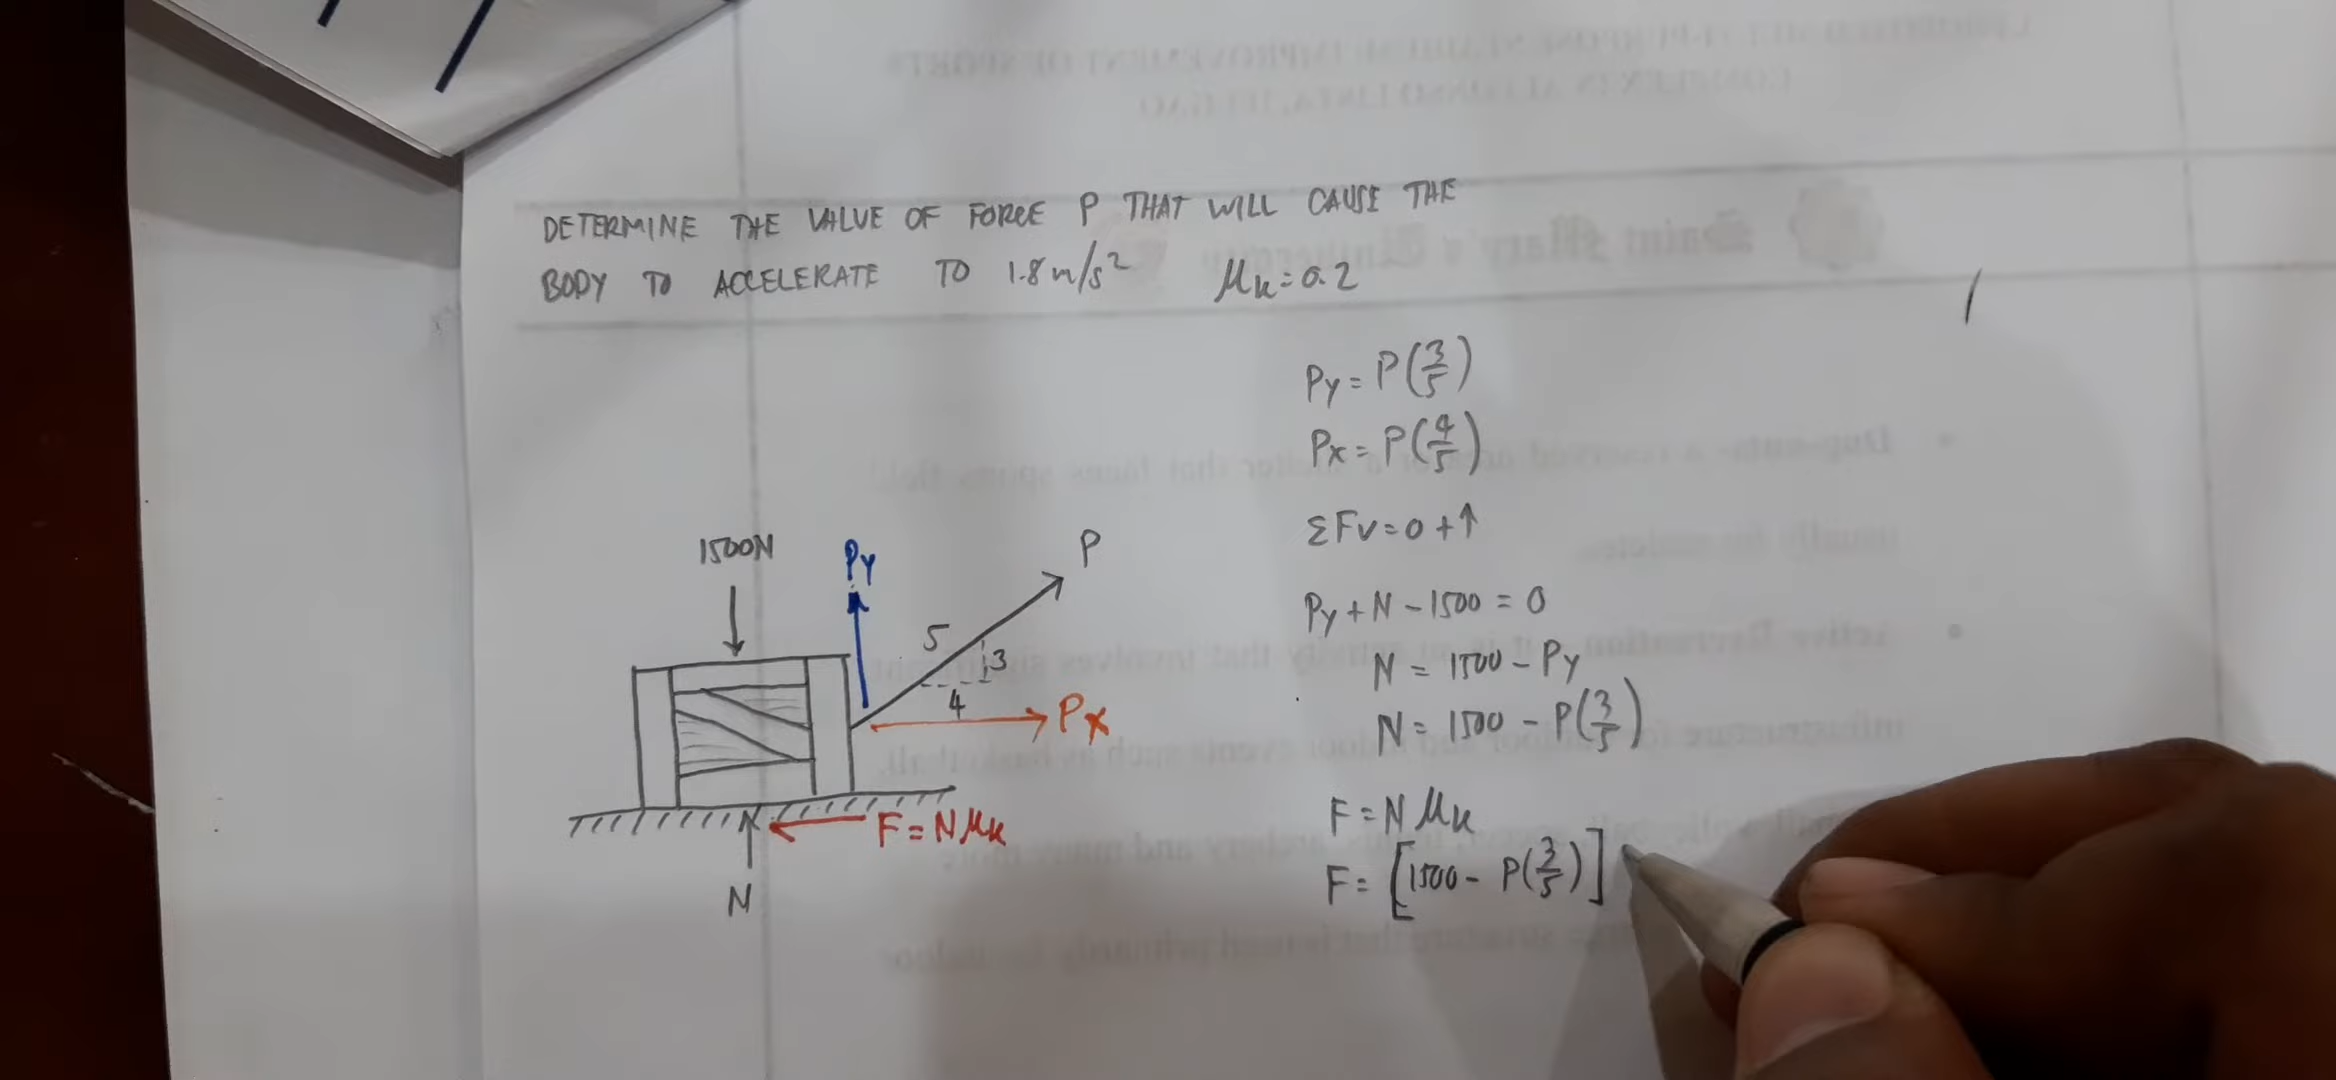 DETERMINE THE VALUE OF FORCE P THAT WILL CAUSE THE
BODY TO ACCELERATE TO 1.8m/s² μk=0.2
Py = P(3/5)
Px = P(4/5)
ΣFv=0+↑
Py + N - 1500 = 0
N = 1500 - Py
N = 1500 - P(3/5)
F = N μk
F = [1500 - P(3/5)]
1500N
Py
P
5
3
4
Px
F=Nμk
N